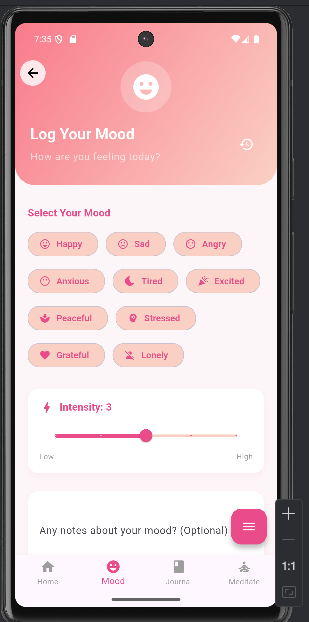 7:35
Log Your Mood
How are you feeling today?
Select Your Mood
Happy Sad Angry
Anxious Tired Excited
Peaceful Stressed
Grateful Lonely
Intensity: 3
Low High
Any notes about your mood? (Optional)
Home Mood Journa Meditate
1:1